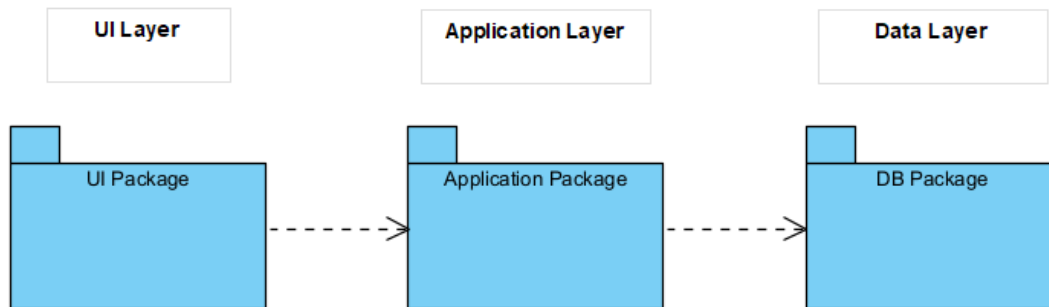 UI Layer
Application Layer
Data Layer
UI Package
Application Package
DB Package